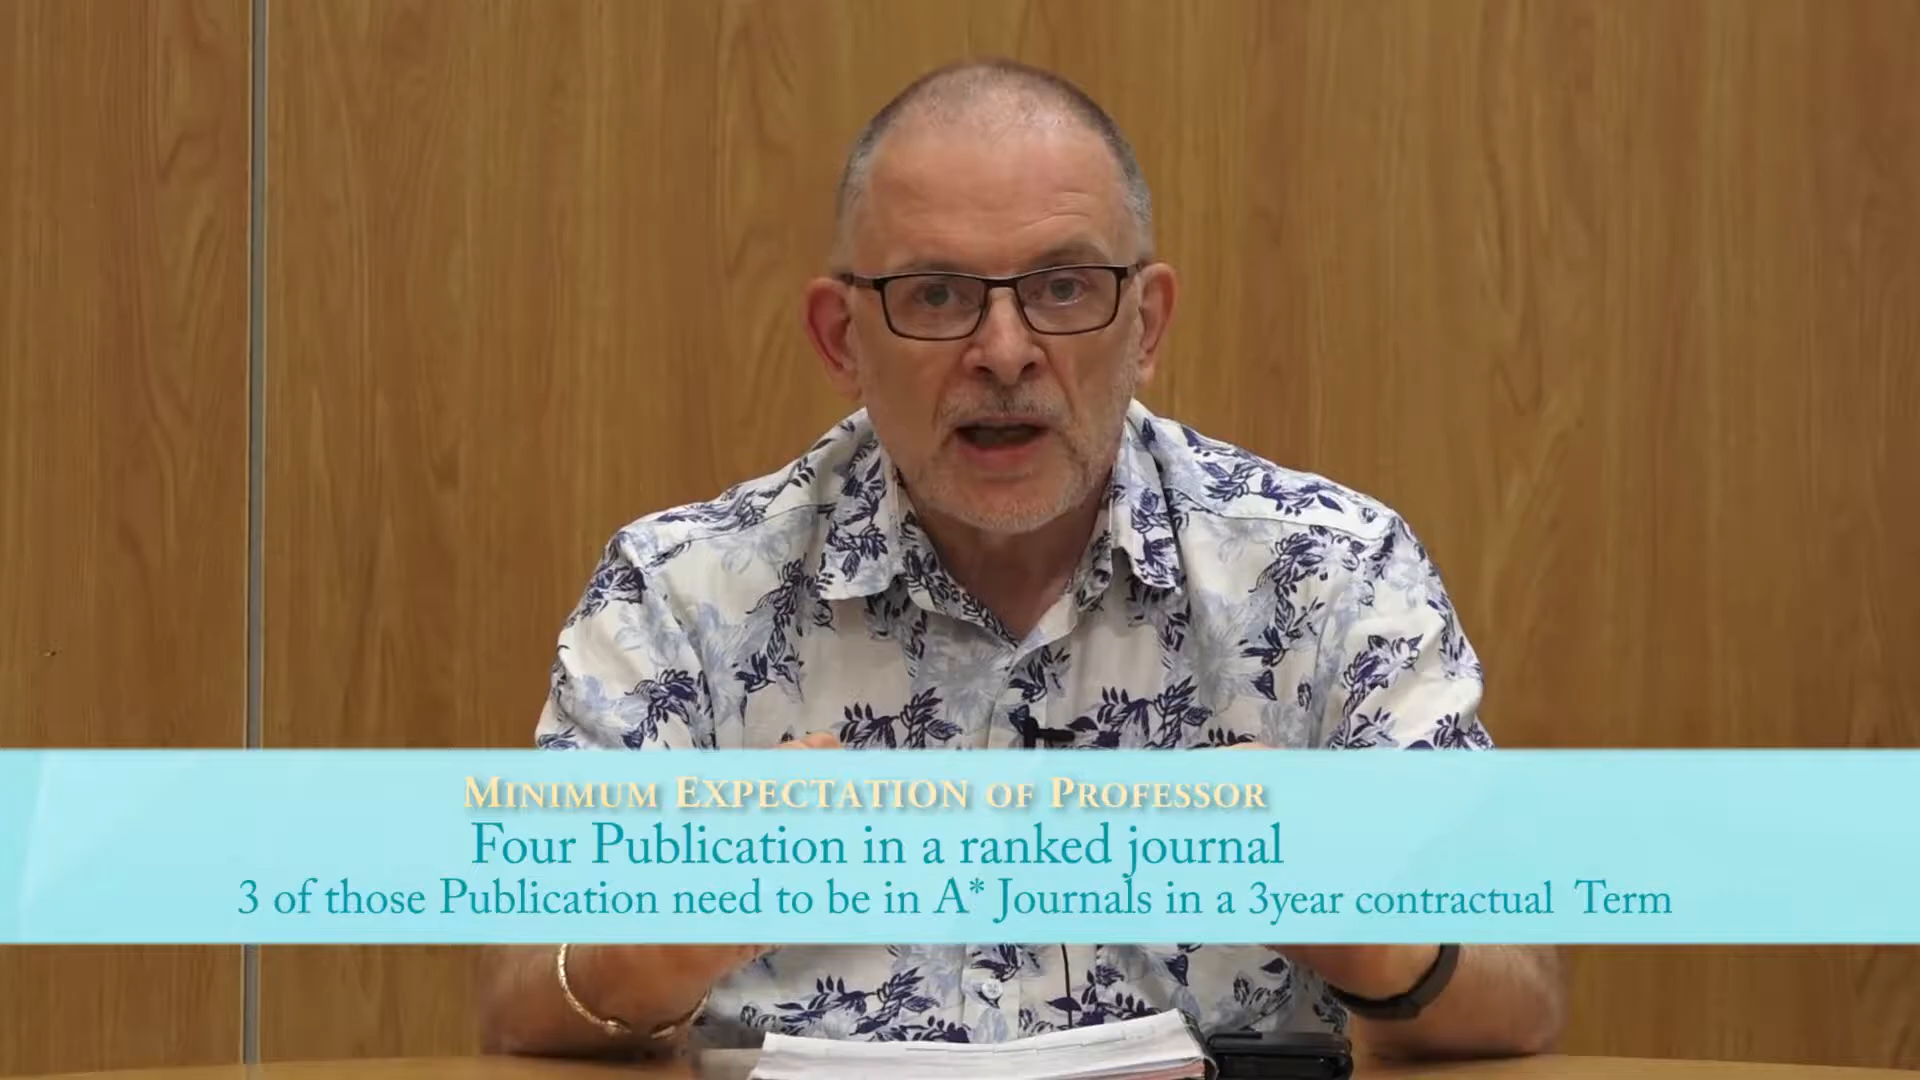 MINIMUM EXPECTATION OF PROFESSOR
Four Publication in a ranked journal
3 of those Publication need to be in A* Journals in a 3year contractual Term